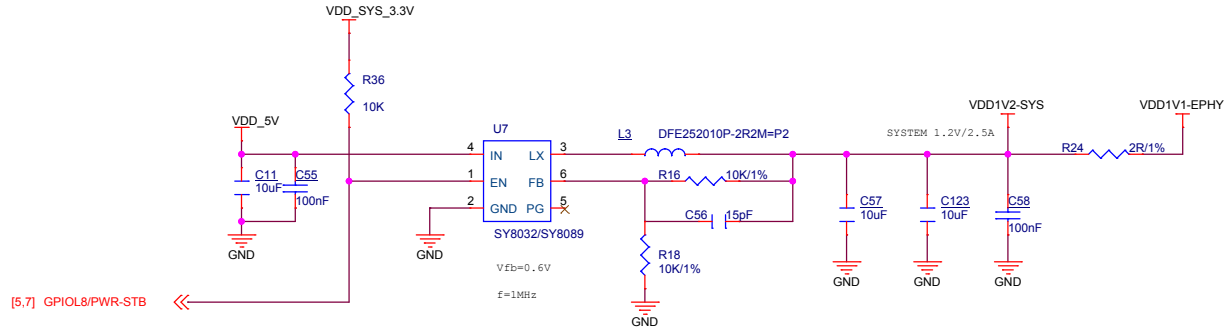 VDD_SYS_3.3V
R36
10K
VDD_5V
U7
VDD1V2-SYS
VDD1V1-EPHY
L3 DFE252010P-2R2M=P2
SYSTEM 1.2V/2.5A
4 IN LX 3
R24 2R/1%
C11
10uF
C55
100nF
1 EN FB 6
R16 10K/1%
2 GND PG 5
C56 15pF
C57
10uF
C123
10uF
C58
100nF
SY8032/SY8089
R18
10K/1%
GND
GND
GND
GND
GND
Vfb=0.6V
f=1MHz
[5,7] GPIOL8/PWR-STB
GND